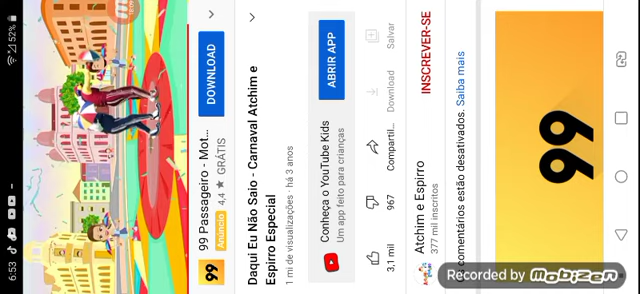 6:53
52%
99 Passageiro - Mot...
Anúncio 4,4 ★ GRÁTIS
DOWNLOAD
Daqui Eu Não Saio - Carnaval Atchim e
Espirro Especial
1 mi de visualizações · há 3 anos
3,1 mil
967
Compartil...
Download
Salvar
Conheça o YouTube Kids
Um app feito para crianças
ABRIR APP
Atchim e Espirro
377 mil inscritos
INSCREVER-SE
comentários estão desativados. Saiba mais
99
99
Recorded by Mobizen